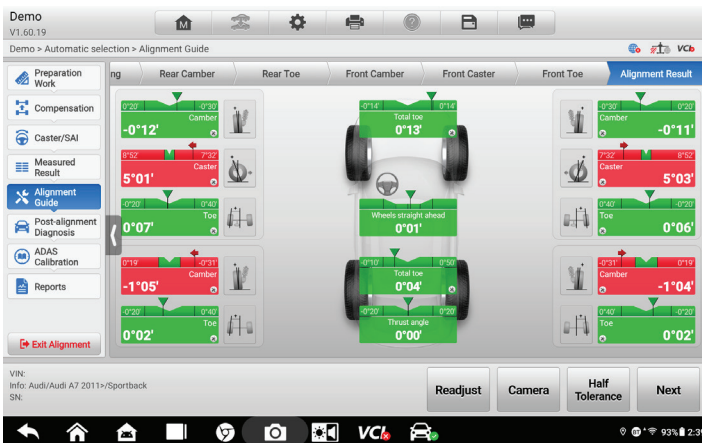 Demo
V1.60.19
Demo > Automatic selection > Alignment Guide
VCI
Preparation Work
Compensation
Caster/SAI
Measured Result
Alignment Guide
Post-alignment Diagnosis
ADAS Calibration
Reports
Exit Alignment
ng
Rear Camber
Rear Toe
Front Camber
Front Caster
Front Toe
Alignment Result
0°20' -0°30'
Camber
-0°12'
8°52' 7°32'
Caster
5°01'
-0°20' 0°40'
Toe
0°07'
0°19' -0°31'
Camber
-1°05'
-0°20' 0°40'
Toe
0°02'
-0°14' 0°14'
Total toe
0°13'
Wheels straight ahead
0°01'
-0°10' 0°50'
Total toe
0°04'
-0°20' 0°20'
Thrust angle
0°00'
-0°30' 0°20'
Camber
-0°11'
7°32' 8°52'
Caster
5°03'
0°40' -0°20'
Toe
0°06'
-0°31' 0°19'
Camber
-1°04'
0°40' -0°20'
Toe
0°02'
VIN:
Info: Audi/Audi A7 2011>/Sportback
SN:
Readjust
Camera
Half Tolerance
Next
VCI
93% 2:3